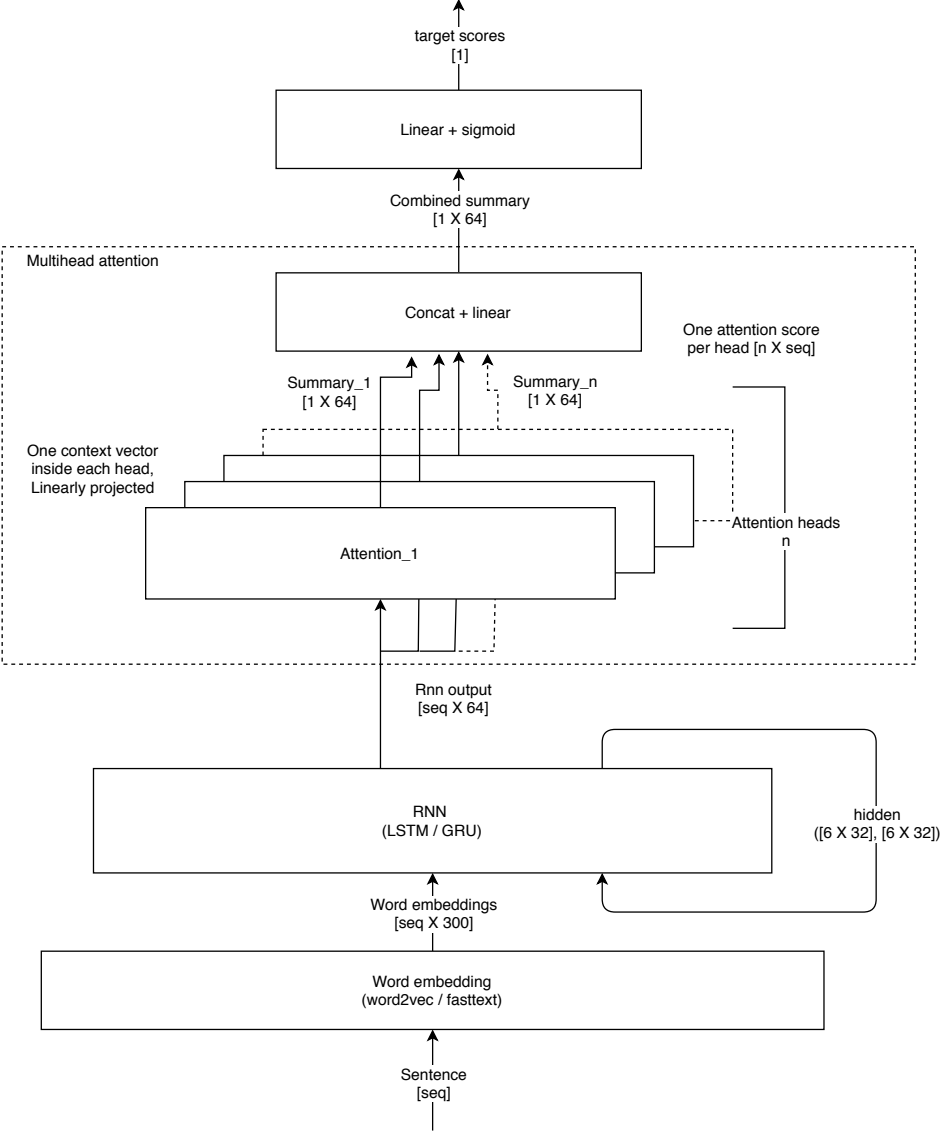 target scores
[1]
Linear + sigmoid
Combined summary
[1 X 64]
Multihead attention
Concat + linear
One attention score
per head [n X seq]
Summary_1
[1 X 64]
Summary_n
[1 X 64]
One context vector
inside each head,
Linearly projected
Attention heads
n
Attention_1
Rnn output
[seq X 64]
RNN
(LSTM / GRU)
hidden
([6 X 32], [6 X 32])
Word embeddings
[seq X 300]
Word embedding
(word2vec / fasttext)
Sentence
[seq]